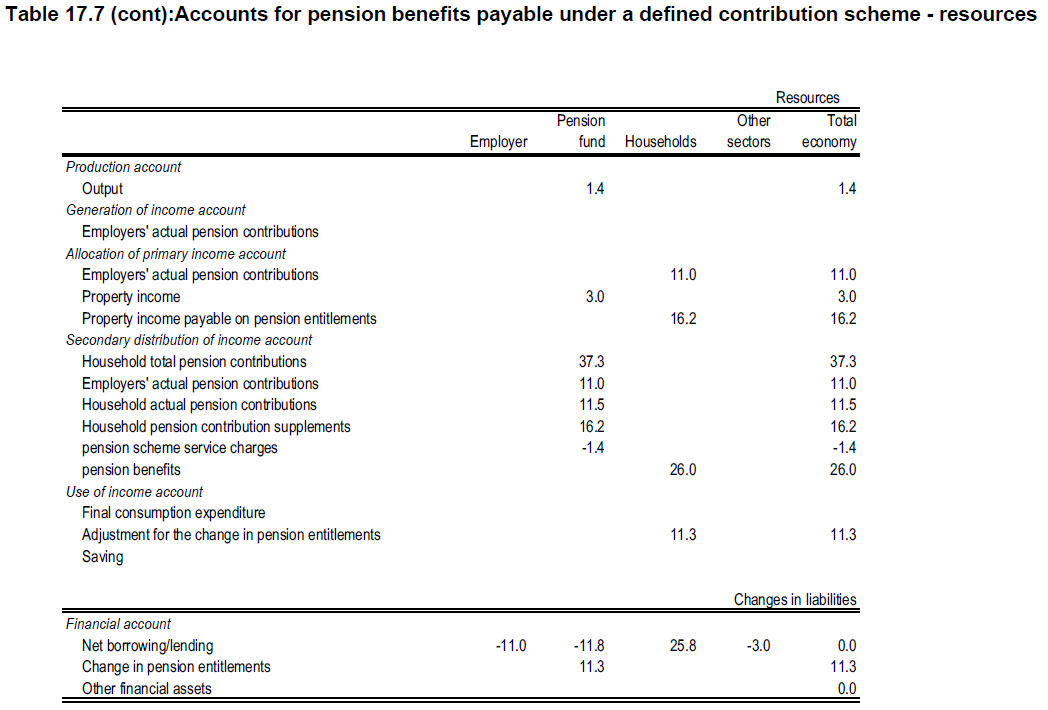 Table 17.7 (cont):Accounts for pension benefits payable under a defined contribution scheme - resources
Resources
Pension Other Total
Employer fund Households sectors economy
Production account
Output 1.4 1.4
Generation of income account
Employers' actual pension contributions
Allocation of primary income account
Employers' actual pension contributions 11.0 11.0
Property income 3.0 3.0
Property income payable on pension entitlements 16.2 16.2
Secondary distribution of income account
Household total pension contributions 37.3 37.3
Employers' actual pension contributions 11.0 11.0
Household actual pension contributions 11.5 11.5
Household pension contribution supplements 16.2 16.2
pension scheme service charges -1.4 -1.4
pension benefits 26.0 26.0
Use of income account
Final consumption expenditure
Adjustment for the change in pension entitlements 11.3 11.3
Saving
Changes in liabilities
Financial account
Net borrowing/lending -11.0 -11.8 25.8 -3.0 0.0
Change in pension entitlements 11.3 11.3
Other financial assets 0.0